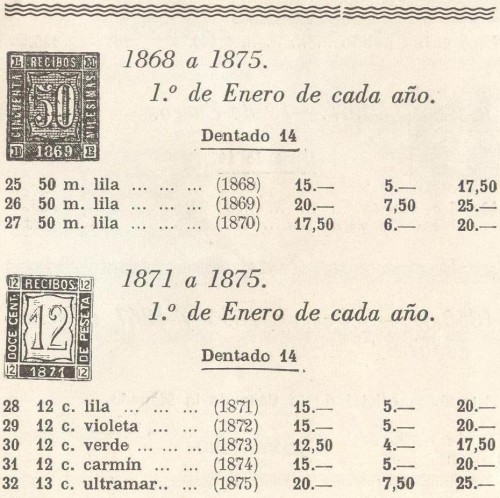 1868 a 1875.
1.º de Enero de cada año.
Dentado 14
RECIBOS
CINCUENTA
50
MILESIMAS
1869
25 50 m. lila ... ... ... (1868) 15.— 5.— 17,50
26 50 m. lila ... ... ... (1869) 20.— 7,50 25.—
27 50 m. lila ... ... ... (1870) 17,50 6.— 20.—
1871 a 1875.
1.º de Enero de cada año.
Dentado 14
12 RECIBOS 12
DOCE CENT.
12
DE PESETA
12 1871 12
28 12 c. lila ... ... ... (1871) 15.— 5.— 20.—
29 12 c. violeta ... ... (1872) 15.— 5.— 20.—
30 12 c. verde ... ... ... (1873) 12,50 4.— 17,50
31 12 c. carmín ... ... (1874) 15.— 5.— 20.—
32 13 c. ultramar.. ... (1875) 20.— 7,50 25.—